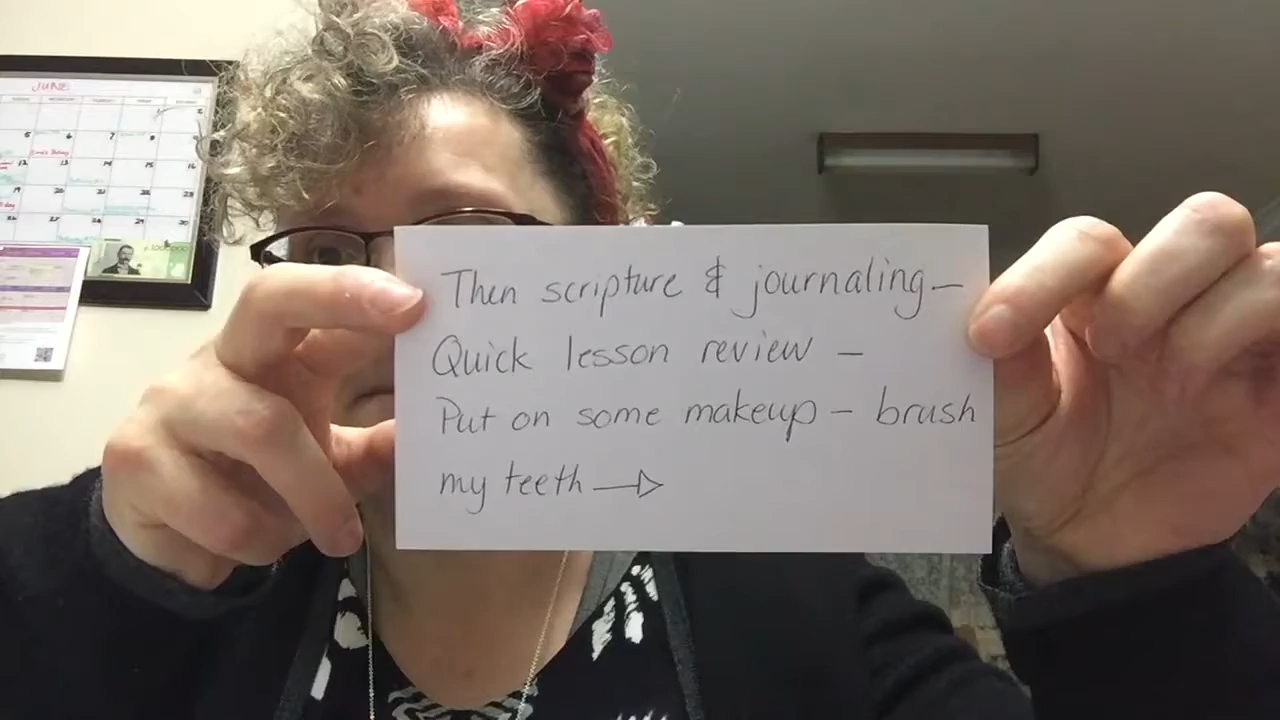 JUNE
Then scripture & journaling –
Quick lesson review –
Put on some makeup – brush
my teeth →